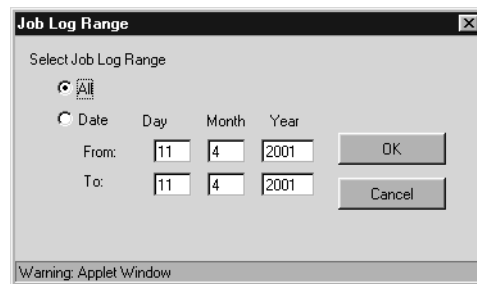 Job Log Range
Select Job Log Range
All
Date Day Month Year
From: 11 4 2001 OK
To: 11 4 2001 Cancel
Warning: Applet Window